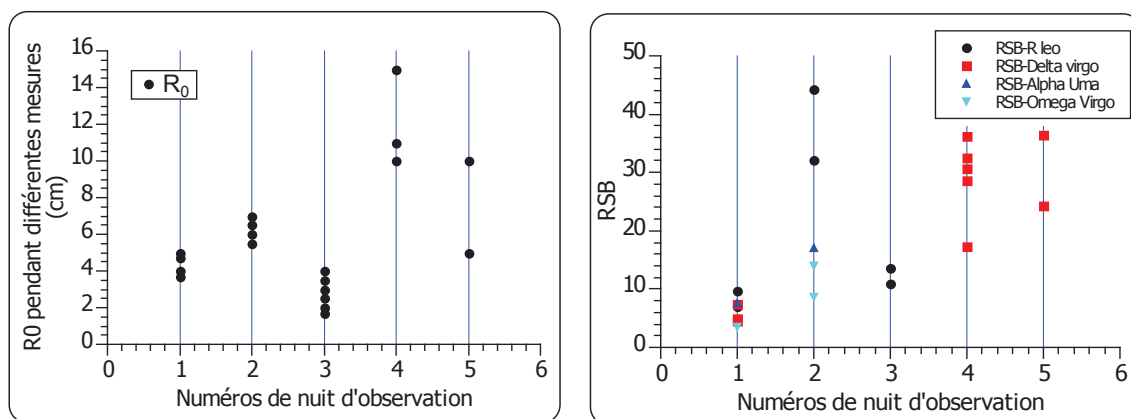 16
14
12
10
8
6
4
2
0
R0 pendant différentes mesures
(cm)
R₀
0 1 2 3 4 5 6
Numéros de nuit d'observation
50
40
30
20
10
0
RSB
RSB-R leo
RSB-Delta virgo
RSB-Alpha Uma
RSB-Omega Virgo
0 1 2 3 4 5 6
Numéros de nuit d'observation